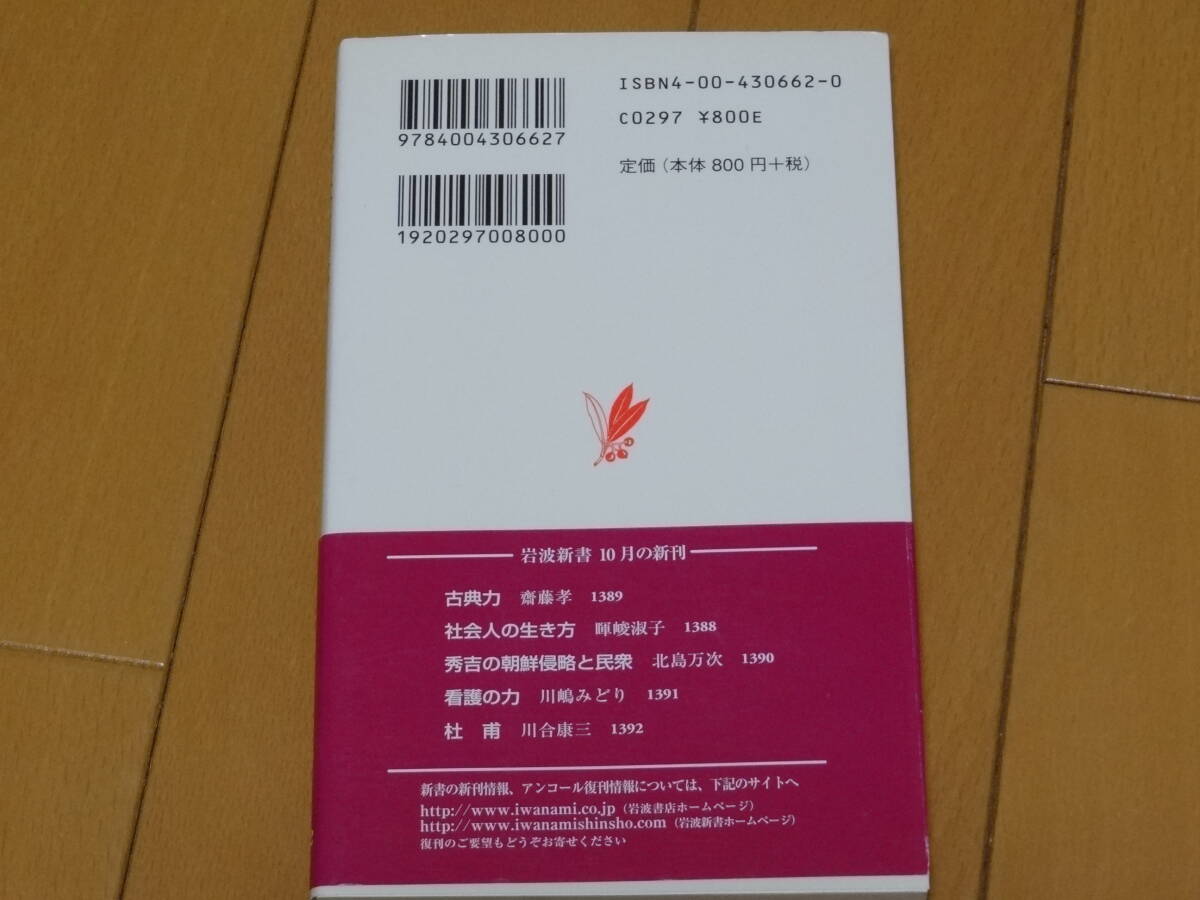 9784004306627
1920297008000
ISBN4-00-430662-0
C0297 ¥800E
定価（本体 800 円＋税）
岩波新書 10月の新刊
古典力 齋藤孝 1389
社会人の生き方 暉峻淑子 1388
秀吉の朝鮮侵略と民衆 北島万次 1390
看護の力 川嶋みどり 1391
杜 甫 川合康三 1392
新書の新刊情報、アンコール復刊情報については、下記のサイトへ
http://www.iwanami.co.jp（岩波書店ホームページ）
http://www.iwanamishinsho.com（岩波新書ホームページ）
復刊のご要望もどうぞお寄せください